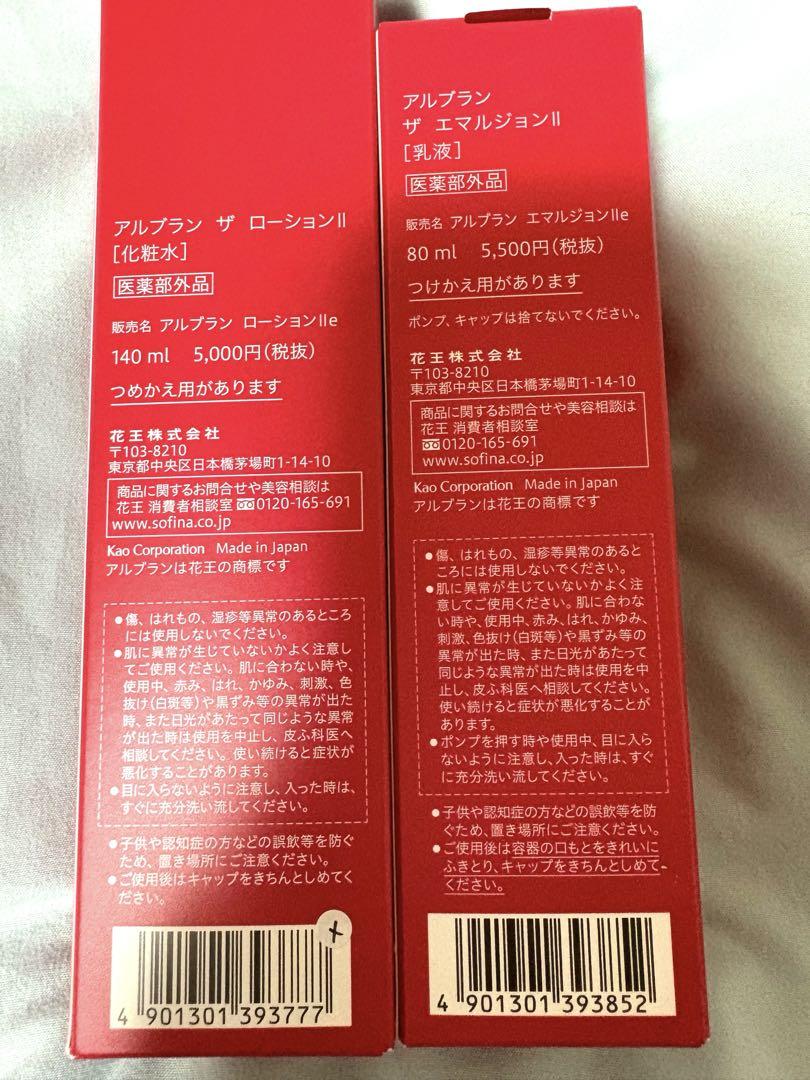 アルブラン ザ ローションII
[化粧水]
医薬部外品
販売名 アルブラン ローションIIe
140 ml 5,000円(税抜)
つめかえ用があります
花王株式会社
〒103-8210
東京都中央区日本橋茅場町1-14-10
商品に関するお問合せや美容相談は
花王 消費者相談室 0120-165-691
www.sofina.co.jp
Kao Corporation Made in Japan
アルブランは花王の商標です
●傷、はれもの、湿疹等異常のあるところ
には使用しないでください。
●肌に異常が生じていないかよく注意し
てご使用ください。肌に合わない時や、
使用中、赤み、はれ、かゆみ、刺激、色
抜け(白斑等)や黒ずみ等の異常が出た
時、また日光があたって同じような異常
が出た時は使用を中止し、皮ふ科医へ
相談してください。使い続けると症状が
悪化することがあります。
●目に入らないように注意し、入った時は、
すぐに充分洗い流してください。
●子供や認知症の方などの誤飲等を防ぐ
ため、置き場所にご注意ください。
●ご使用後はキャップをきちんとしめてく
ださい。
4 901301 393777
アルブラン
ザ エマルジョンII
[乳液]
医薬部外品
販売名 アルブラン エマルジョンIIe
80 ml 5,500円(税抜)
つけかえ用があります
ポンプ、キャップは捨てないでください。
花王株式会社
〒103-8210
東京都中央区日本橋茅場町1-14-10
商品に関するお問合せや美容相談は
花王 消費者相談室
0120-165-691
www.sofina.co.jp
Kao Corporation Made in Japan
アルブランは花王の商標です
●傷、はれもの、湿疹等異常のあると
ころには使用しないでください。
●肌に異常が生じていないかよく注
意してご使用ください。肌に合わな
い時や、使用中、赤み、はれ、かゆみ、
刺激、色抜け(白斑等)や黒ずみ等の
異常が出た時、また日光があたって
同じような異常が出た時は使用を中
止し、皮ふ科医へ相談してください。
使い続けると症状が悪化することが
あります。
●ポンプを押す時や使用中、目に入ら
ないように注意し、入った時は、すぐ
に充分洗い流してください。
●子供や認知症の方などの誤飲等を防
ぐため、置き場所にご注意ください。
●ご使用後は容器の口もとをきれいに
ふきとり、キャップをきちんとしめて
ください。
4 901301 393852